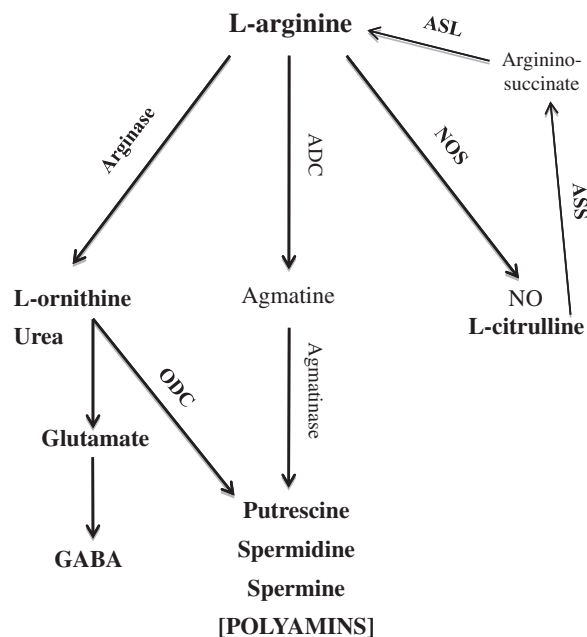 L-arginine
ASL
Arginino-
succinate
Arginase
ADC
NOS
ASS
L-ornithine
Urea
Agmatine
NO
L-citrulline
ODC
Agmatinase
Glutamate
GABA
Putrescine
Spermidine
Spermine
[POLYAMINS]